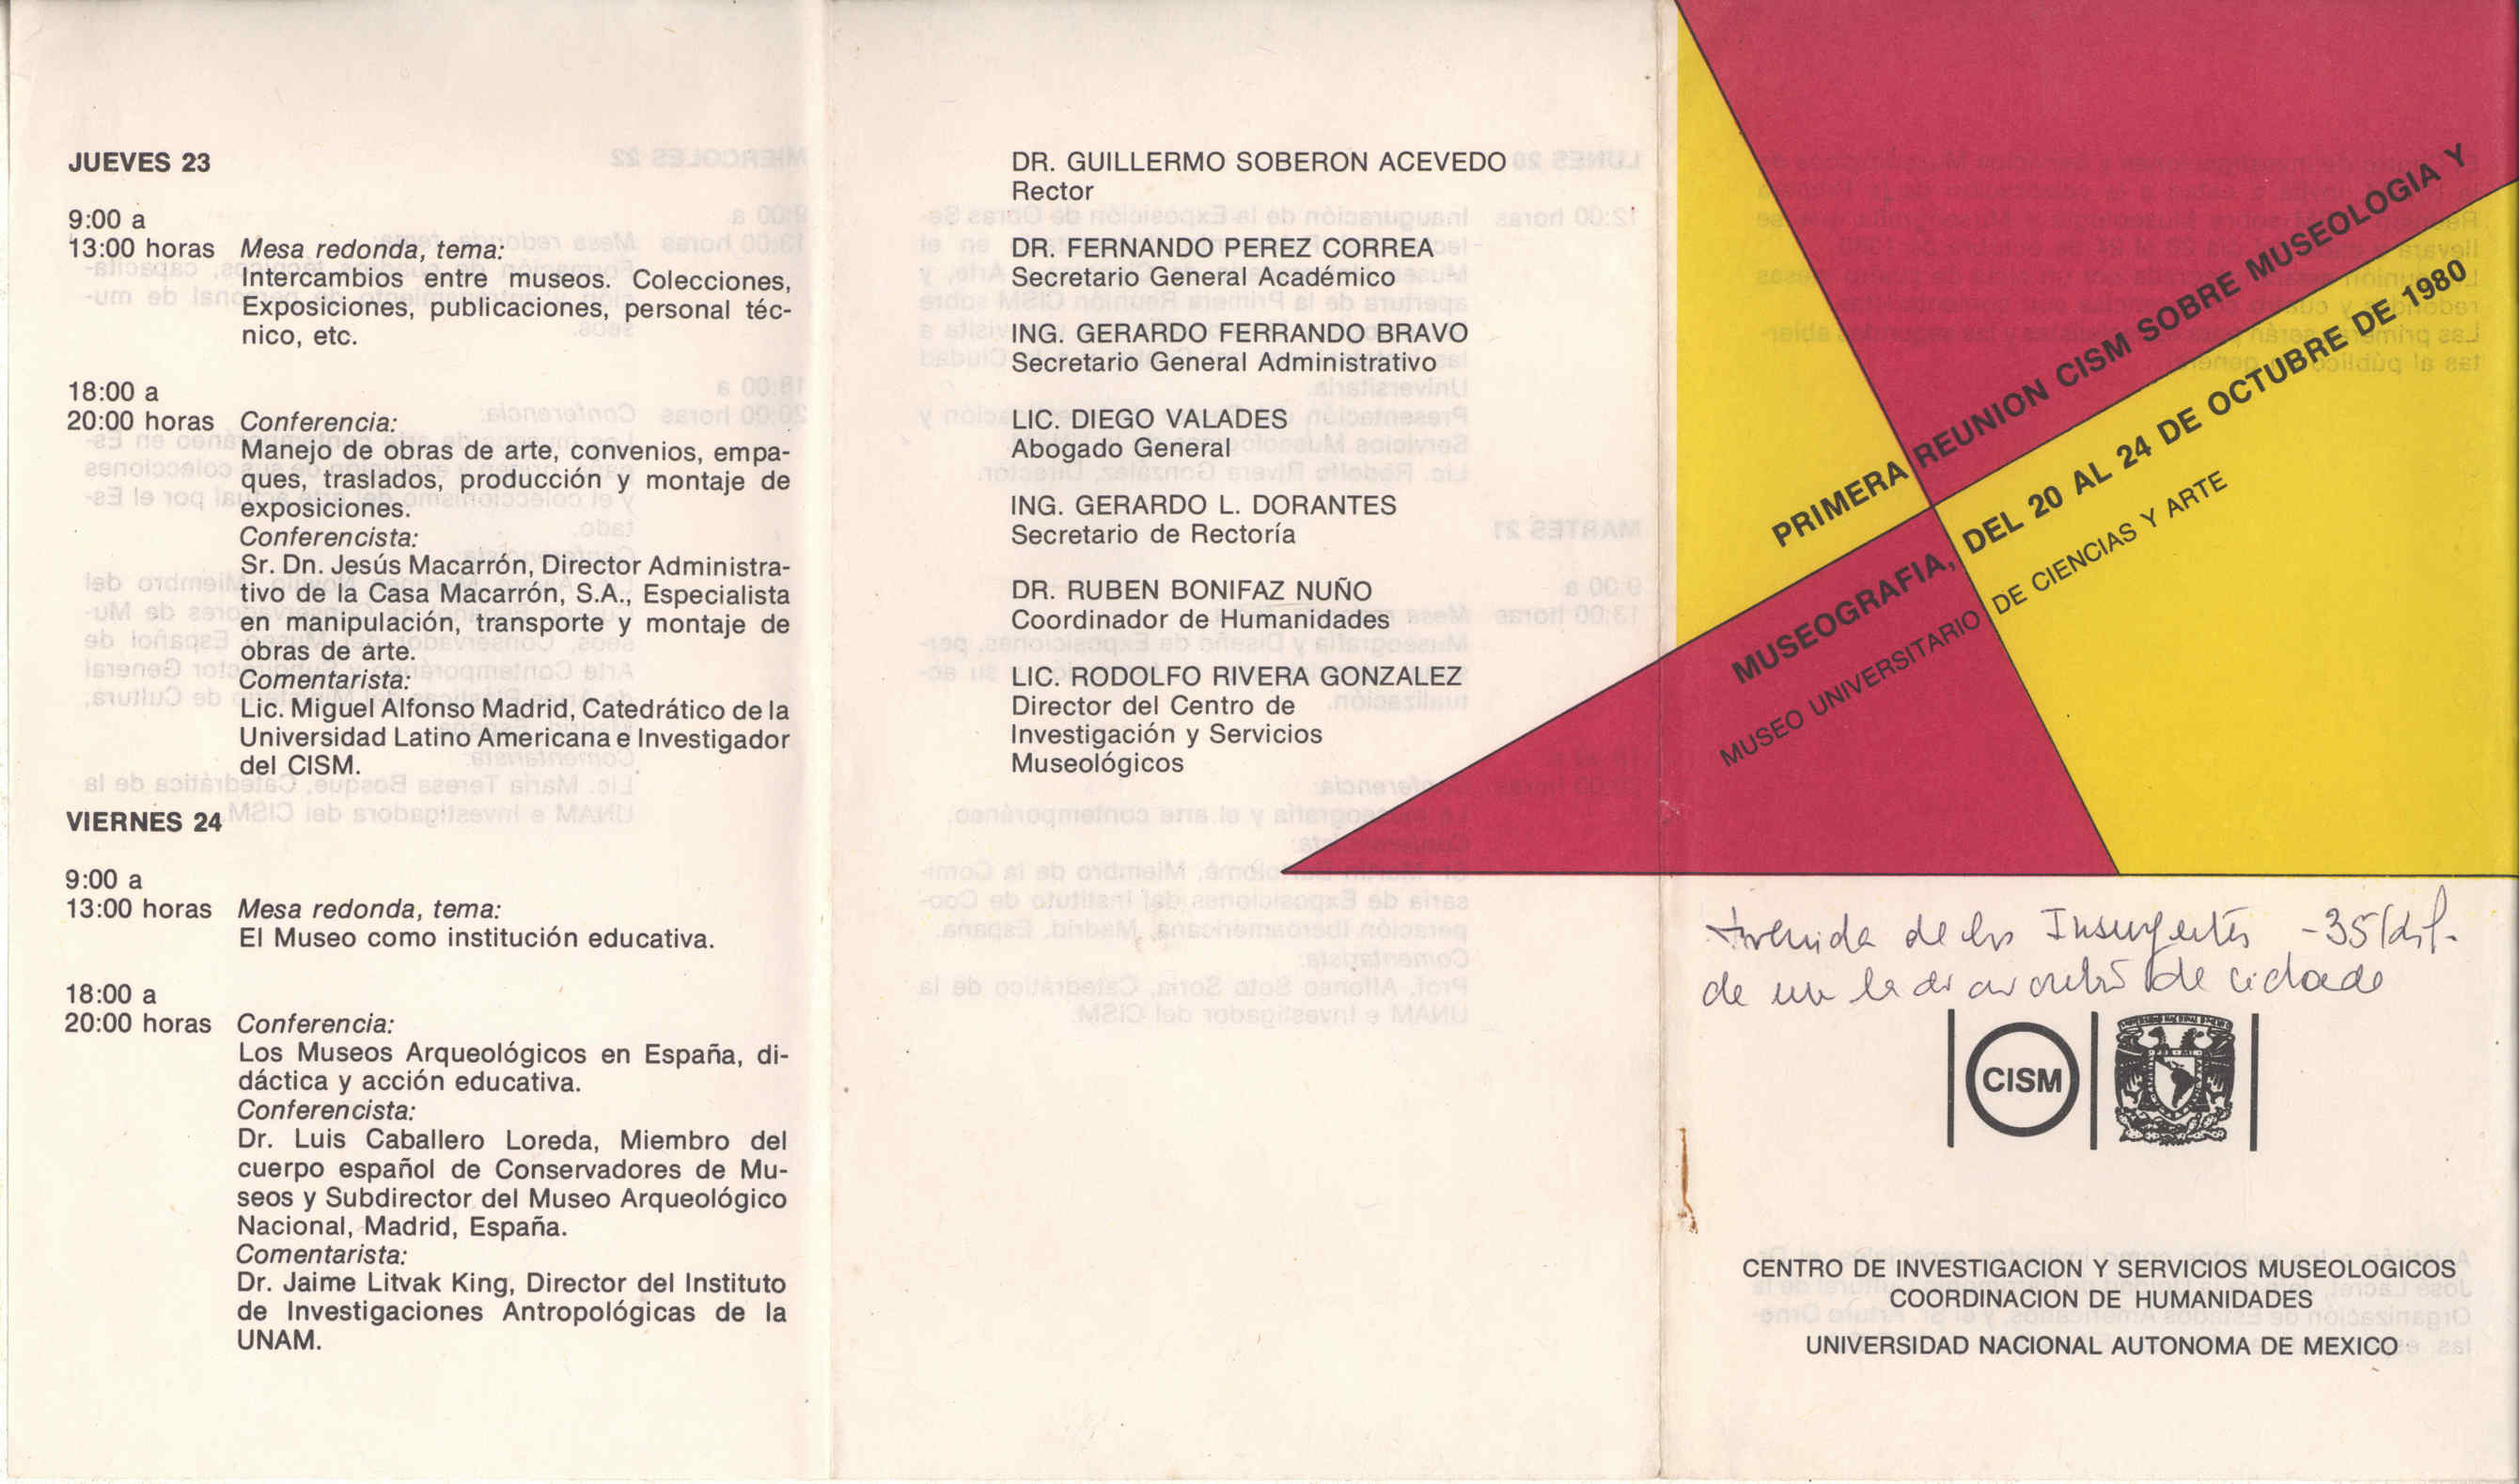 JUEVES 23
9:00 a
13:00 horas Mesa redonda, tema:
Intercambios entre museos. Colecciones,
Exposiciones, publicaciones, personal téc-
nico, etc.
18:00 a
20:00 horas Conferencia:
Manejo de obras de arte, convenios, empa-
ques, traslados, producción y montaje de
exposiciones.
Conferencista:
Sr. Dn. Jesús Macarrón, Director Administra-
tivo de la Casa Macarrón, S.A., Especialista
en manipulación, transporte y montaje de
obras de arte.
Comentarista:
Lic. Miguel Alfonso Madrid, Catedrático de la
Universidad Latino Americana e Investigador
del CISM.
VIERNES 24
9:00 a
13:00 horas Mesa redonda, tema:
El Museo como institución educativa.
18:00 a
20:00 horas Conferencia:
Los Museos Arqueológicos en España, di-
dáctica y acción educativa.
Conferencista:
Dr. Luis Caballero Loreda, Miembro del
cuerpo español de Conservadores de Mu-
seos y Subdirector del Museo Arqueológico
Nacional, Madrid, España.
Comentarista:
Dr. Jaime Litvak King, Director del Instituto
de Investigaciones Antropológicas de la
UNAM.
DR. GUILLERMO SOBERON ACEVEDO
Rector
DR. FERNANDO PEREZ CORREA
Secretario General Académico
ING. GERARDO FERRANDO BRAVO
Secretario General Administrativo
LIC. DIEGO VALADES
Abogado General
ING. GERARDO L. DORANTES
Secretario de Rectoría
DR. RUBEN BONIFAZ NUÑO
Coordinador de Humanidades
LIC. RODOLFO RIVERA GONZALEZ
Director del Centro de
Investigación y Servicios
Museológicos
PRIMERA REUNION CISM SOBRE MUSEOLOGIA Y
MUSEOGRAFIA, DEL 20 AL 24 DE OCTUBRE DE 1980
MUSEO UNIVERSITARIO DE CIENCIAS Y ARTE
Avenida de los Insurgentes -35
de um lado ao outro de cidade
CISM
CENTRO DE INVESTIGACION Y SERVICIOS MUSEOLOGICOS
COORDINACION DE HUMANIDADES
UNIVERSIDAD NACIONAL AUTONOMA DE MEXICO